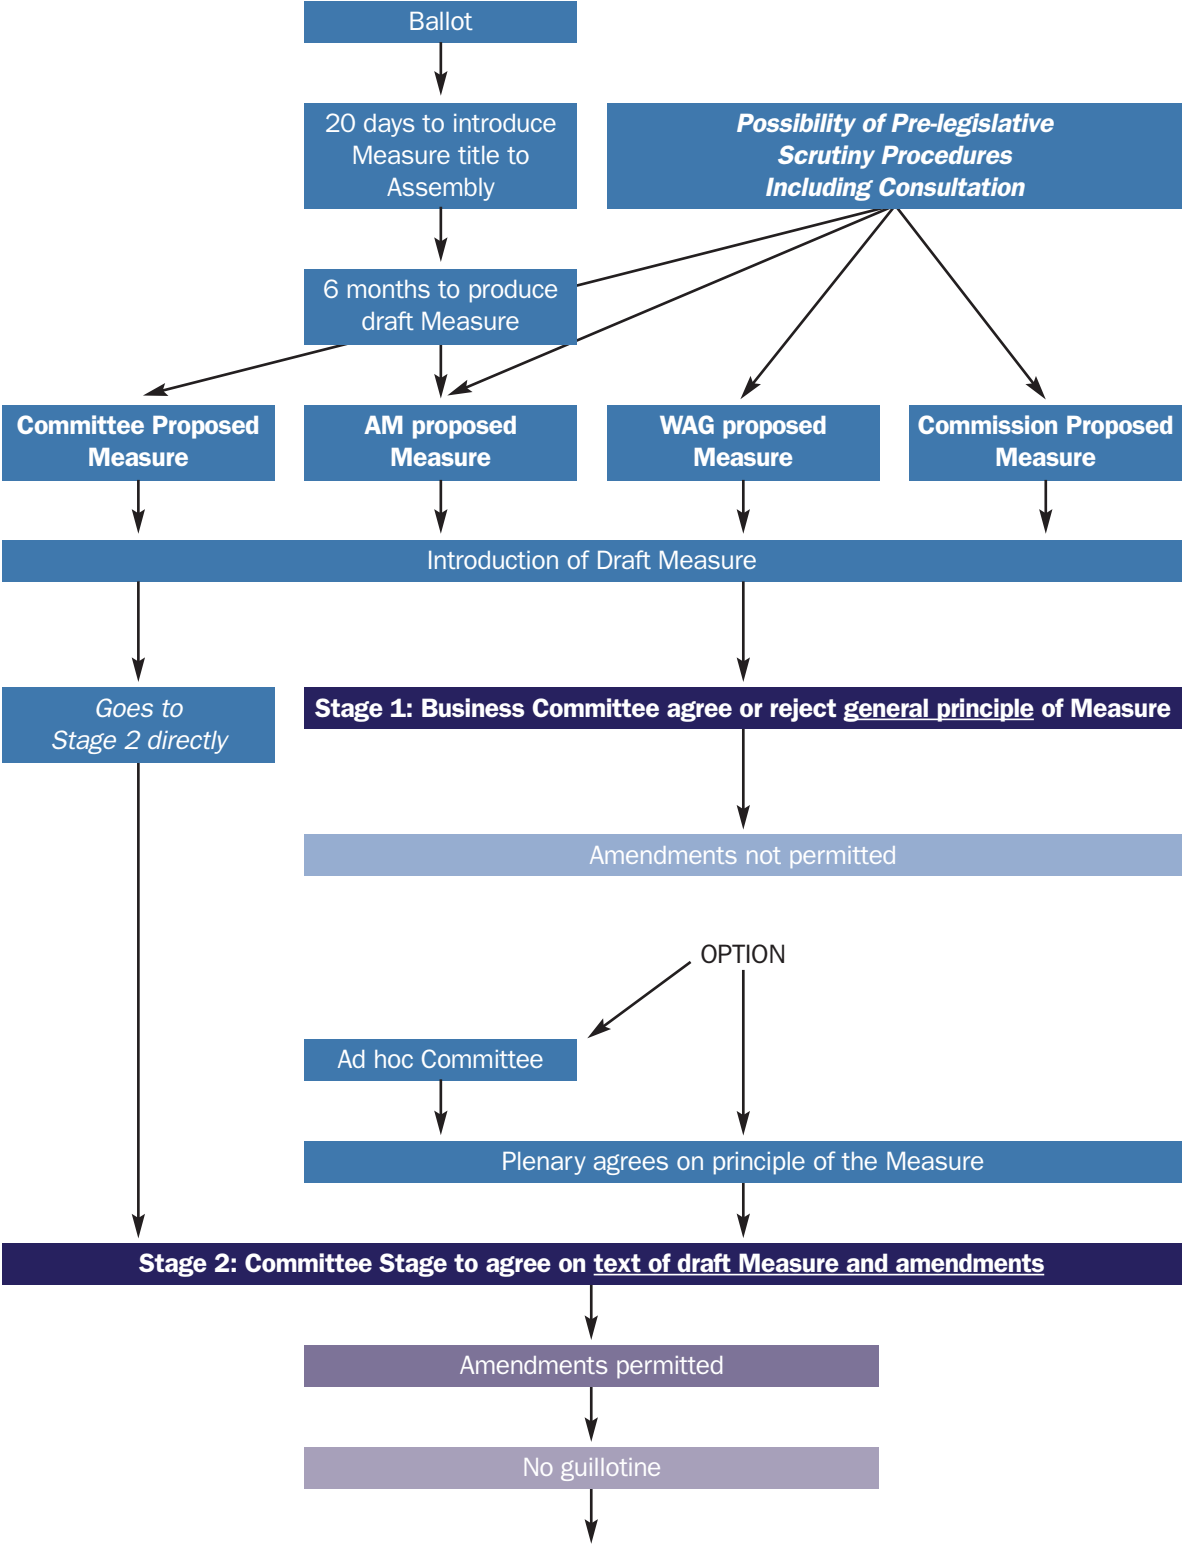 Ballot
20 days to introduce
Measure title to
Assembly
Possibility of Pre-legislative
Scrutiny Procedures
Including Consultation
6 months to produce
draft Measure
Committee Proposed
Measure
AM proposed
Measure
WAG proposed
Measure
Commission Proposed
Measure
Introduction of Draft Measure
Goes to
Stage 2 directly
Stage 1: Business Committee agree or reject general principle of Measure
Amendments not permitted
OPTION
Ad hoc Committee
Plenary agrees on principle of the Measure
Stage 2: Committee Stage to agree on text of draft Measure and amendments
Amendments permitted
No guillotine